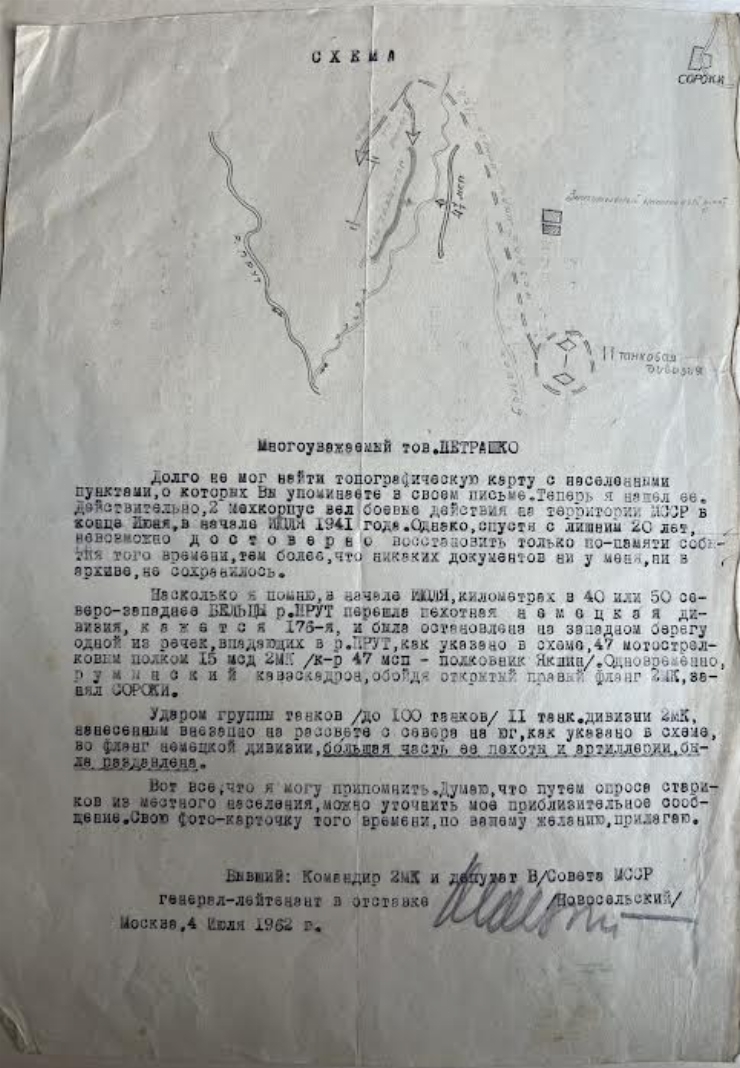 СХЕМА
СОРОКИ
р.ПРУТ
47 мсп
11 танковая
дивизия
Многоуважаемый тов.ПЕТРАШКО
Долго не мог найти топографическую карту с населенными
пунктами,о которых Вы упоминаете в своем письме.Теперь я нашел ее.
Действительно,2 мехкорпус вел боевые действия на территории МССР в
конце Июня,в начале ИЮЛЯ 1941 года.Однако,спустя с лишним 20 лет,
невозможно д о с т о в е р н о восстановить только по-памяти собы-
тия того времени,тем более,что никаких документов ни у меня,ни в
архиве,не сохранилось.
Насколько я помню,в начале ИЮЛЯ,километрах в 40 или 50 се-
веро-западнее БЕЛЬЦЫ р.ПРУТ перешла пехотная н е м е ц к а я ди-
визия, к а ж е т с я 176-я, и была остановлена на западном берегу
одной из речек,впадающих в р.ПРУТ,как указано в схеме,47 мотострел-
ковым полком 15 мсд 2МК /к-р 47 мсп - полковник Яклин/.Одновременно,
р у м ы н с к и й каваэскадрон,обойдя открытый правый фланг 2МК,за-
нял СОРОКИ.
Ударом группы танков /до 100 танков/ II танк.дивизии 2МК,
нанесенным внезапно на рассвете с севера на юг,как указано в схеме,
во фланг немецкой дивизии,большая часть ее пехоты и артиллерии,бы-
ла раздавлена.
Вот все,что я могу припомнить.Думаю,что путем опроса стари-
ков из местного населения,можно уточнить мое приблизительное сооб-
щение.Свою фото-карточку того времени,по вашему желанию,прилагаю.
Бывший: Командир 2МК и депутат В/Совета МССР
генерал-лейтенант в отставке /Новосельский/
Москва,4 Июля 1962 г.